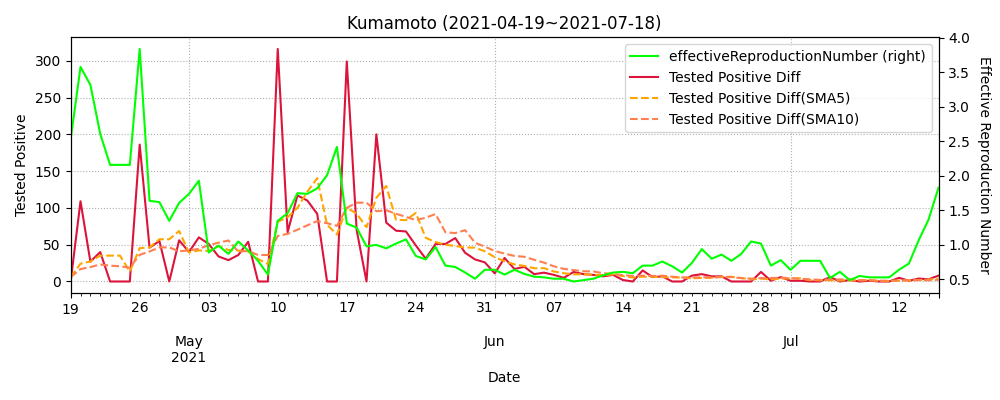 Kumamoto (2021-04-19~2021-07-18)
effectiveReproductionNumber (right)
Tested Positive Diff
Tested Positive Diff(SMA5)
Tested Positive Diff(SMA10)
Tested Positive
300
250
200
150
100
50
0
4.0
3.5
3.0
2.5
2.0
1.5
1.0
0.5
Effective Reproduction Number
19 26 03 10 17 24 31 07 14 21 28 05 12
May Jun Jul
2021
Date